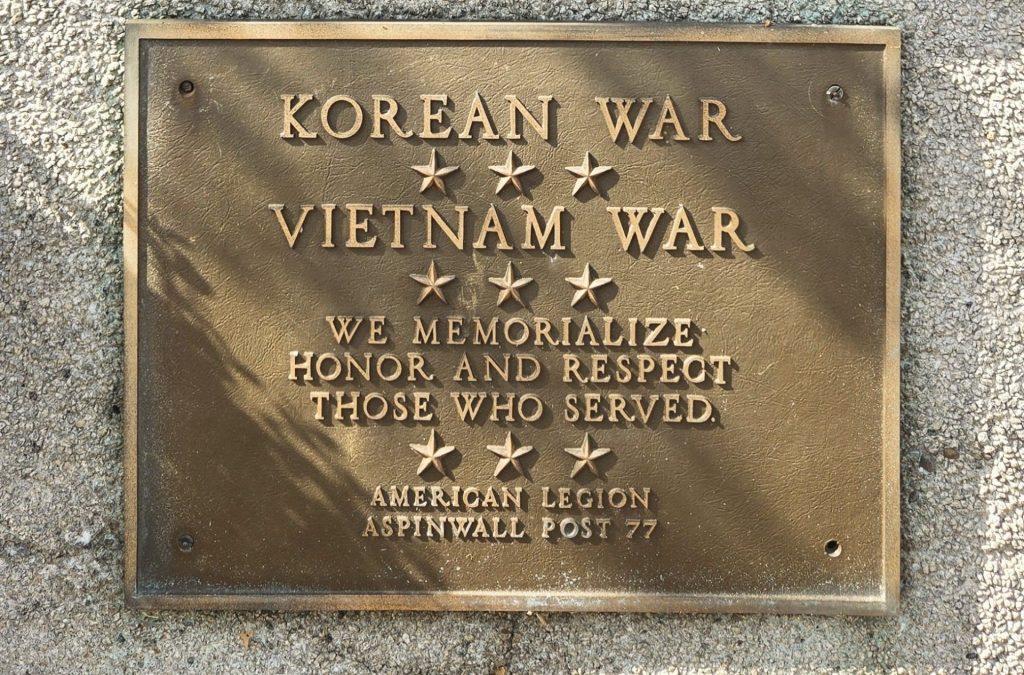 KOREAN WAR
VIETNAM WAR
WE MEMORIALIZE
HONOR AND RESPECT
THOSE WHO SERVED.
AMERICAN LEGION
ASPINWALL POST 77